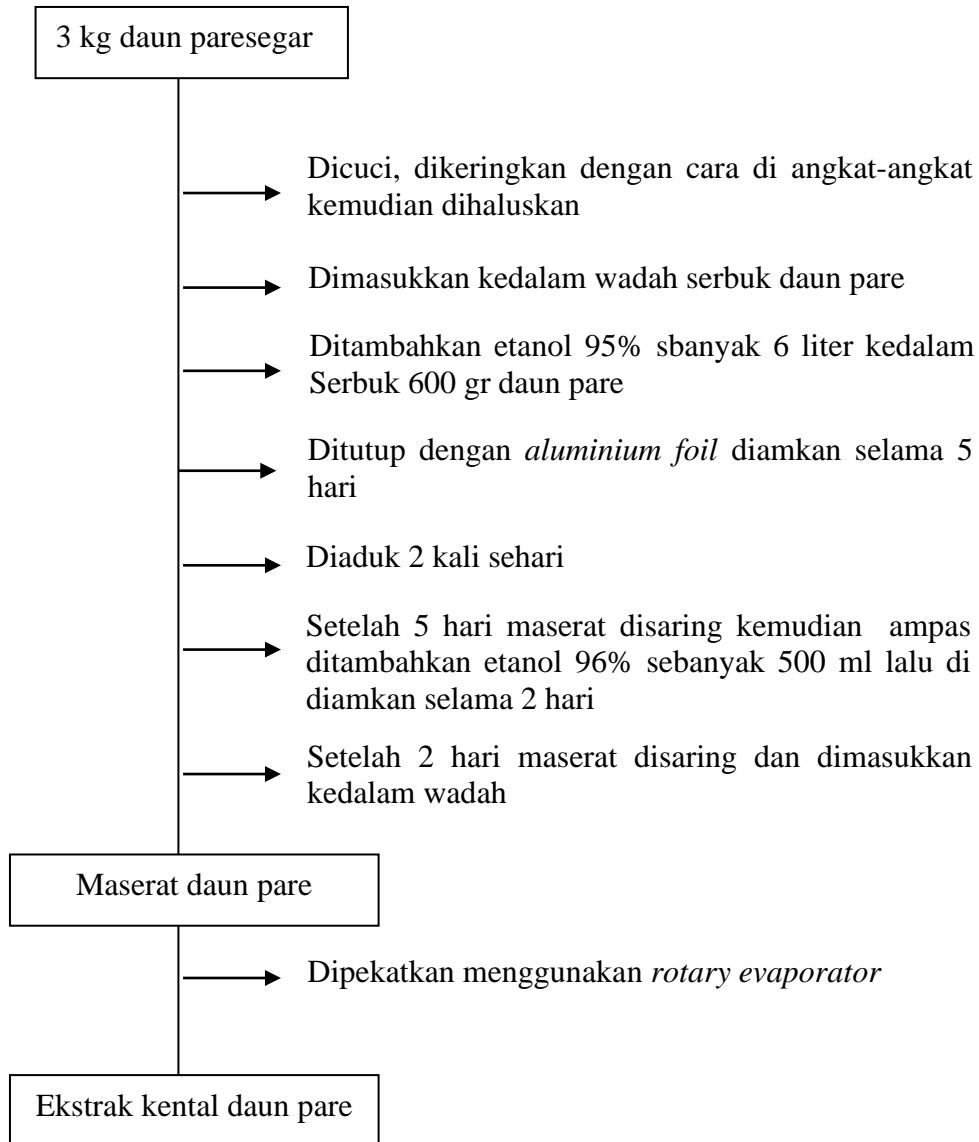 3 kg daun paresegar
Dicuci, dikeringkan dengan cara di angkat-angkat
kemudian dihaluskan
Dimasukkan kedalam wadah serbuk daun pare
Ditambahkan etanol 95% sbanyak 6 liter kedalam
Serbuk 600 gr daun pare
Ditutup dengan aluminium foil diamkan selama 5
hari
Diaduk 2 kali sehari
Setelah 5 hari maserat disaring kemudian ampas
ditambahkan etanol 96% sebanyak 500 ml lalu di
diamkan selama 2 hari
Setelah 2 hari maserat disaring dan dimasukkan
kedalam wadah
Maserat daun pare
Dipekatkan menggunakan rotary evaporator
Ekstrak kental daun pare